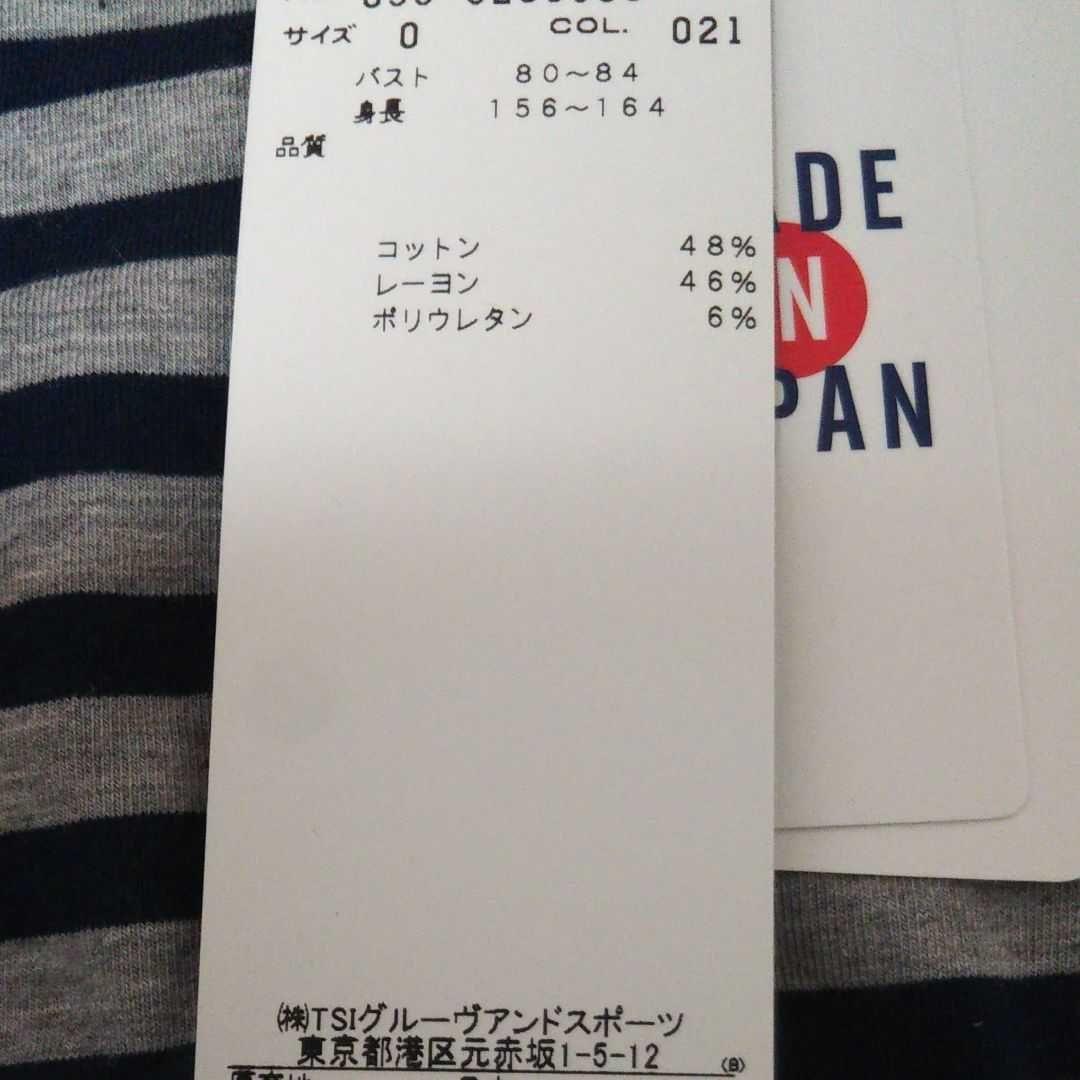 サイズ 0 COL. 021
バスト 80～84
身長 156～164
品質
コットン 48%
レーヨン 46%
ポリウレタン 6%
㈱TSIグルーヴアンドスポーツ
東京都港区元赤坂1-5-12 (B)
ADE
N
PAN